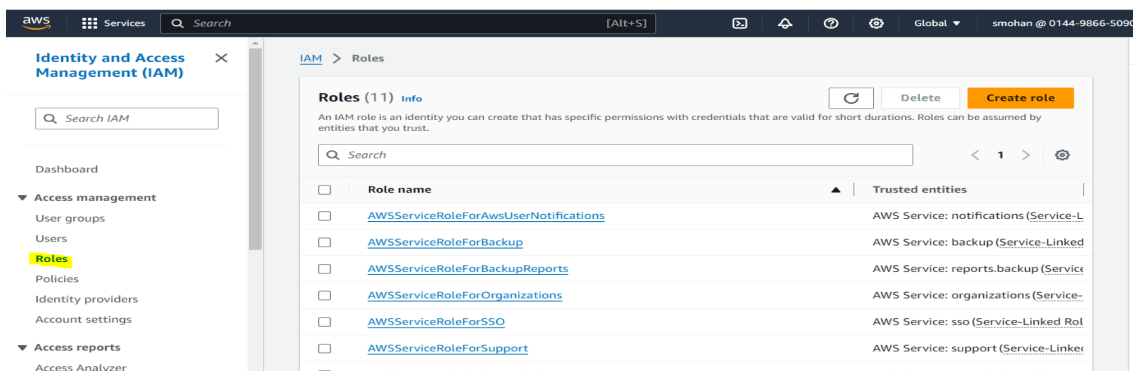 aws Services Search [Alt+S] Global smohan @ 0144-9866-5090
Identity and Access
Management (IAM)
Search IAM
Dashboard
Access management
User groups
Users
Roles
Policies
Identity providers
Account settings
Access reports
Access Analyzer
IAM > Roles
Roles (11) Info
Delete
Create role
An IAM role is an identity you can create that has specific permissions with credentials that are valid for short durations. Roles can be assumed by
entities that you trust.
Search
< 1 >
Role name Trusted entities
AWSServiceRoleForAwsUserNotifications AWS Service: notifications (Service-L
AWSServiceRoleForBackup AWS Service: backup (Service-Linked
AWSServiceRoleForBackupReports AWS Service: reports.backup (Service
AWSServiceRoleForOrganizations AWS Service: organizations (Service-
AWSServiceRoleForSSO AWS Service: sso (Service-Linked Rol
AWSServiceRoleForSupport AWS Service: support (Service-Linked